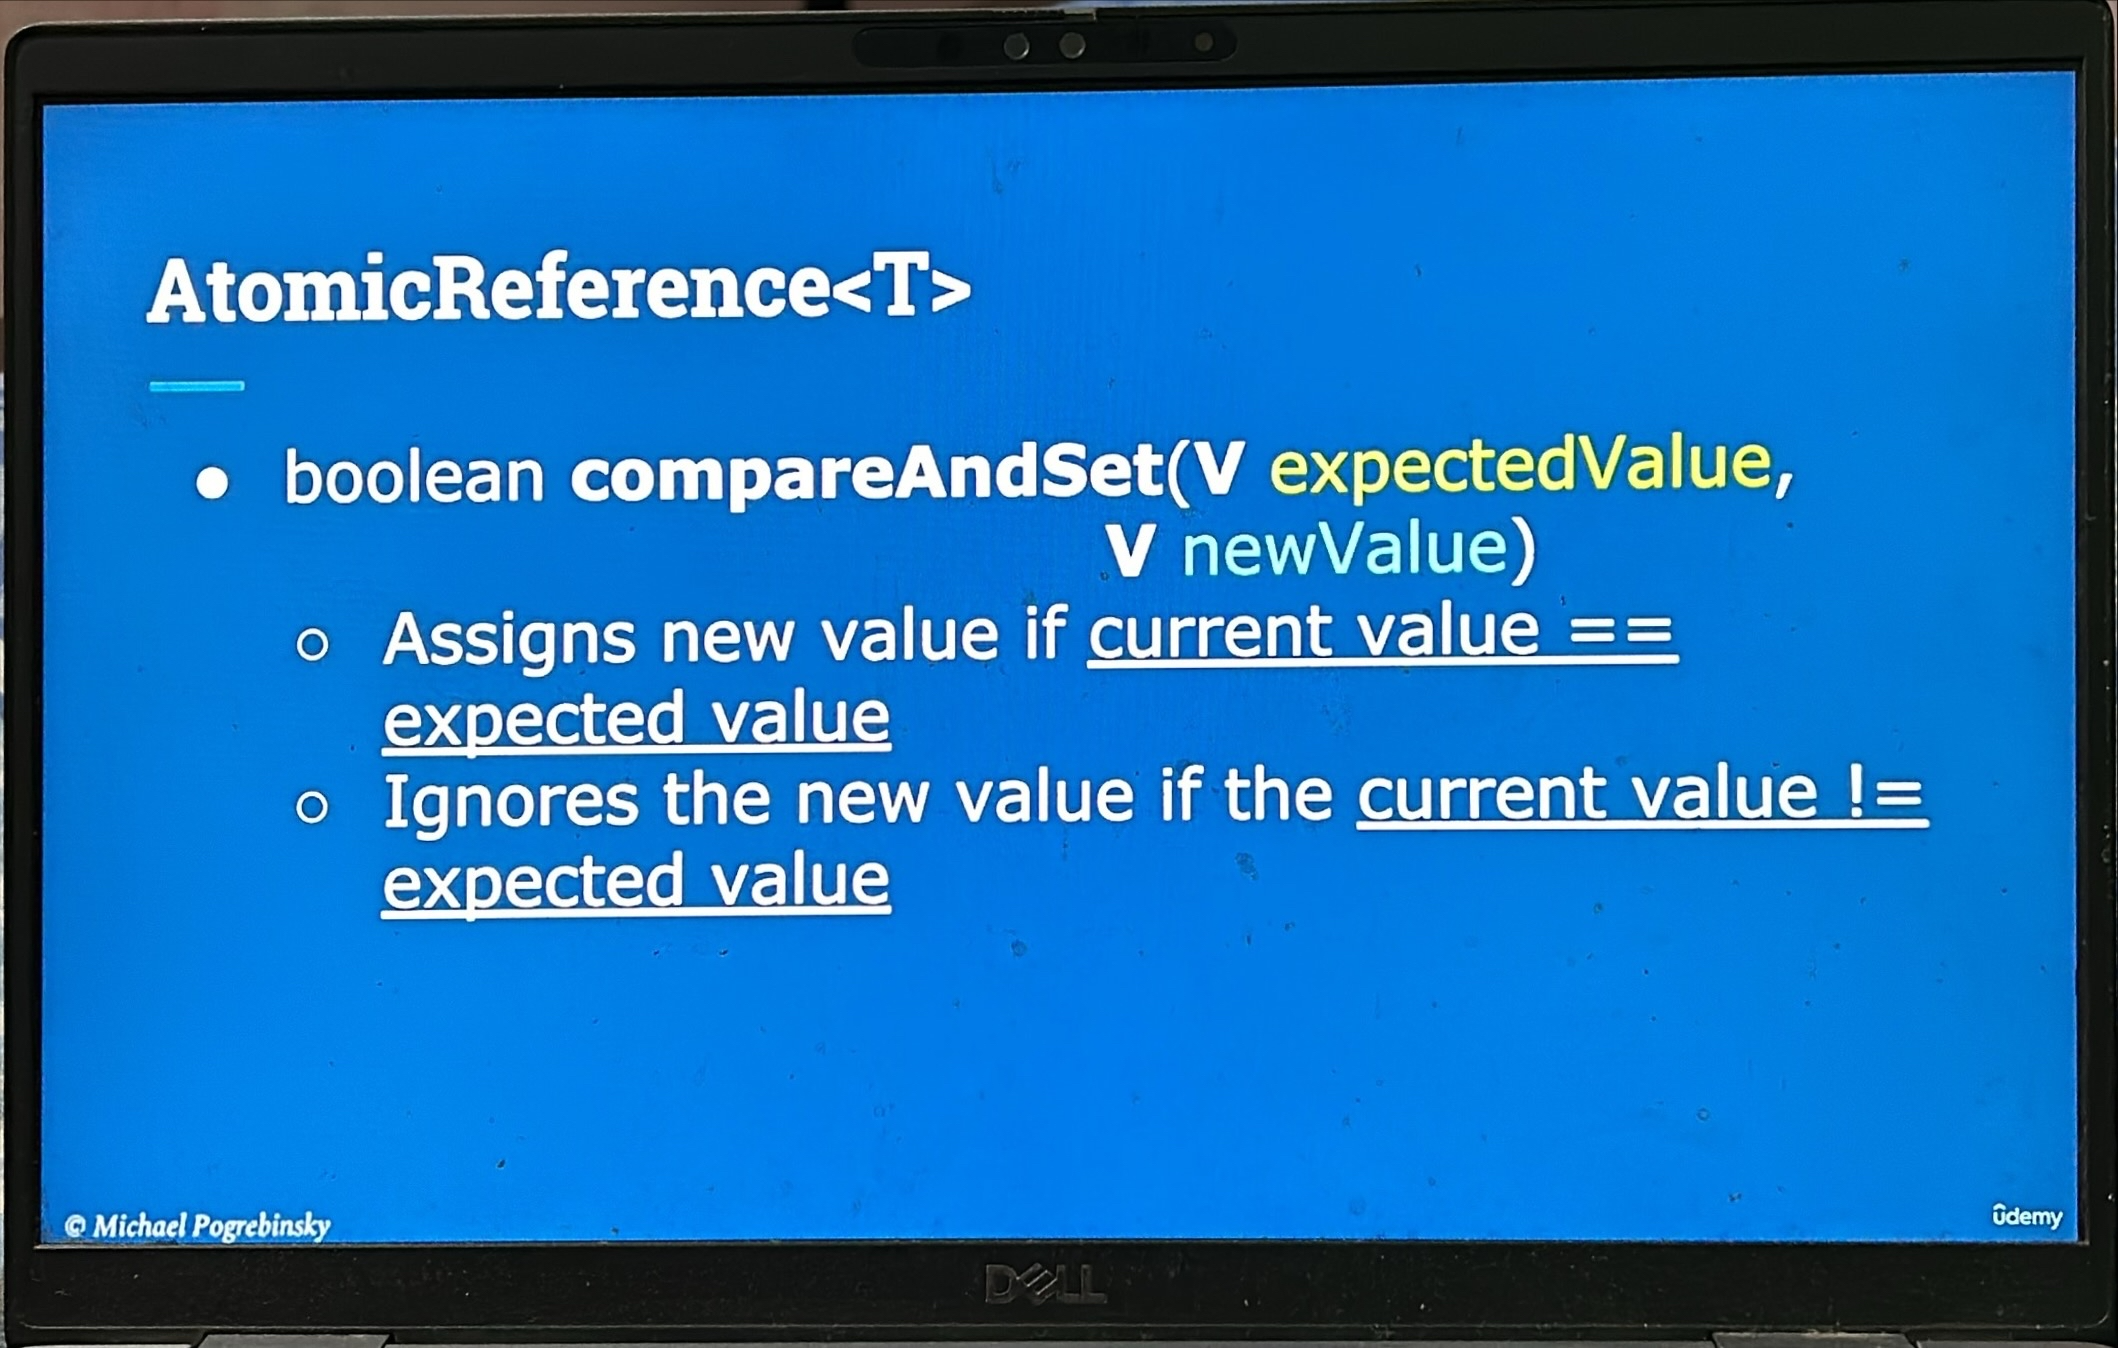 AtomicReference<T>
● boolean compareAndSet(V expectedValue,
V newValue)
○ Assigns new value if current value ==
expected value
○ Ignores the new value if the current value !=
expected value
© Michael Pogrebinsky
ûdemy
DELL